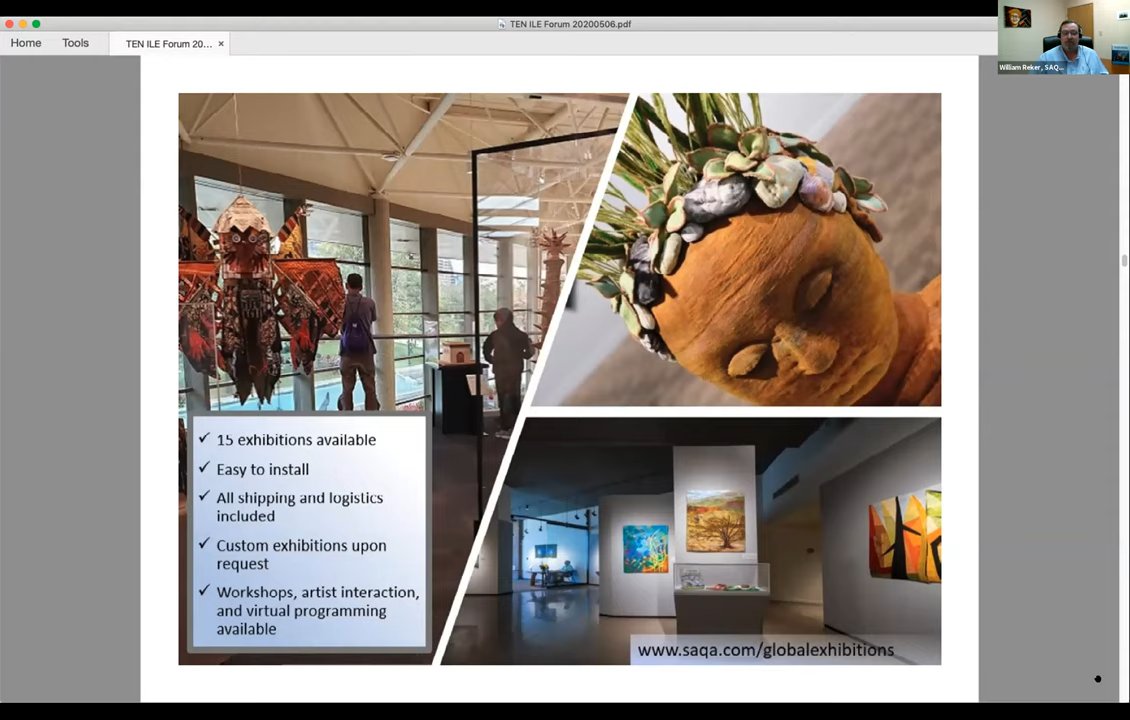 TEN ILE Forum 20200506.pdf
Home
Tools
TEN ILE Forum 20...
William Reker, SAQ...
✓ 15 exhibitions available
✓ Easy to install
✓ All shipping and logistics
included
✓ Custom exhibitions upon
request
✓ Workshops, artist interaction,
and virtual programming
available
www.saqa.com/globalexhibitions